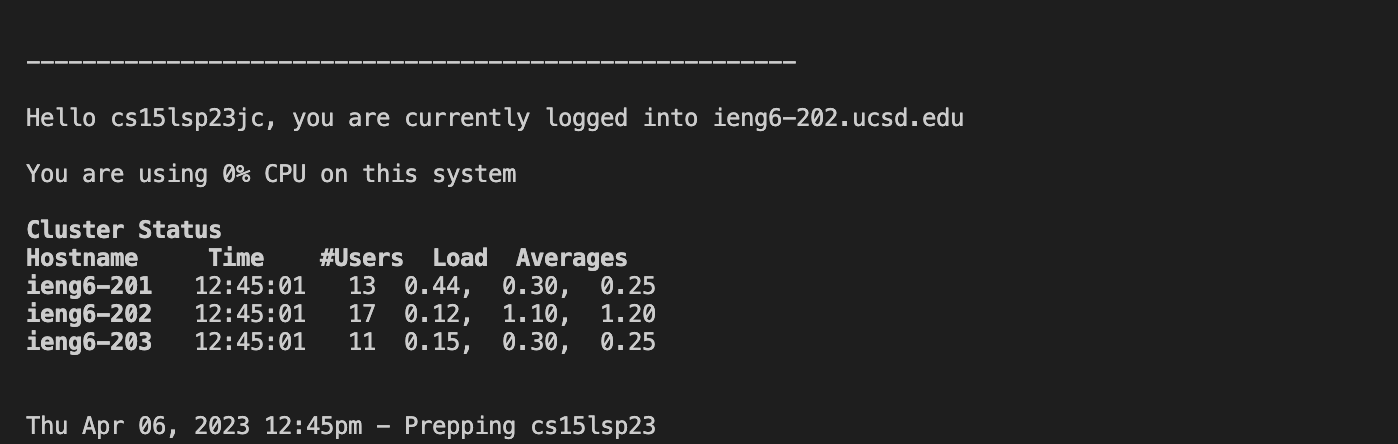 -------------------------------------------------------
Hello cs15lsp23jc, you are currently logged into ieng6-202.ucsd.edu
You are using 0% CPU on this system
Cluster Status
Hostname     Time    #Users  Load  Averages
ieng6-201   12:45:01   13  0.44,  0.30,  0.25
ieng6-202   12:45:01   17  0.12,  1.10,  1.20
ieng6-203   12:45:01   11  0.15,  0.30,  0.25
Thu Apr 06, 2023 12:45pm - Prepping cs15lsp23